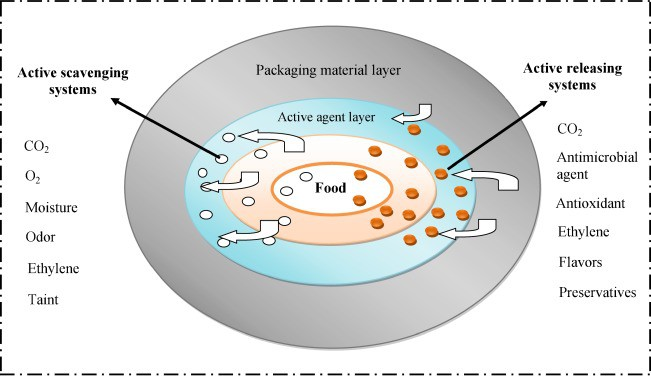 Packaging material layer
Active scavenging
systems
Active releasing
systems
Active agent layer
Food
CO₂
O₂
Moisture
Odor
Ethylene
Taint
CO₂
Antimicrobial
agent
Antioxidant
Ethylene
Flavors
Preservatives